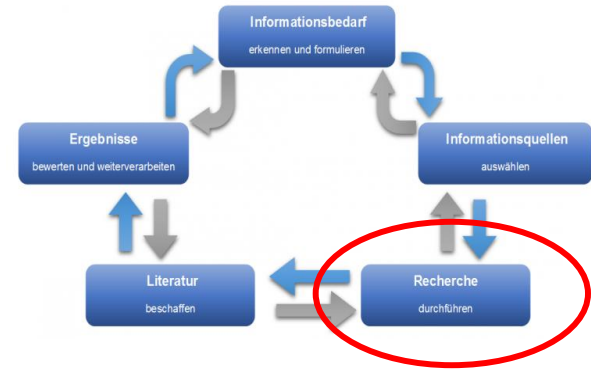 Informationsbedarf
erkennen und formulieren
Ergebnisse
bewerten und weiterverarbeiten
Informationsquellen
auswählen
Literatur
beschaffen
Recherche
durchführen